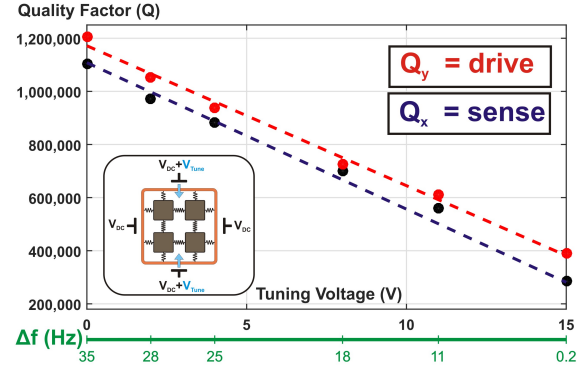 Quality Factor (Q)
1,200,000
1,000,000
800,000
600,000
400,000
200,000
Qy = drive
Qx = sense
VDC+VTune
VDC
VDC
VDC+VTune
Tuning Voltage (V)
0
5
10
15
Δf (Hz)
35
28
25
18
11
0.2